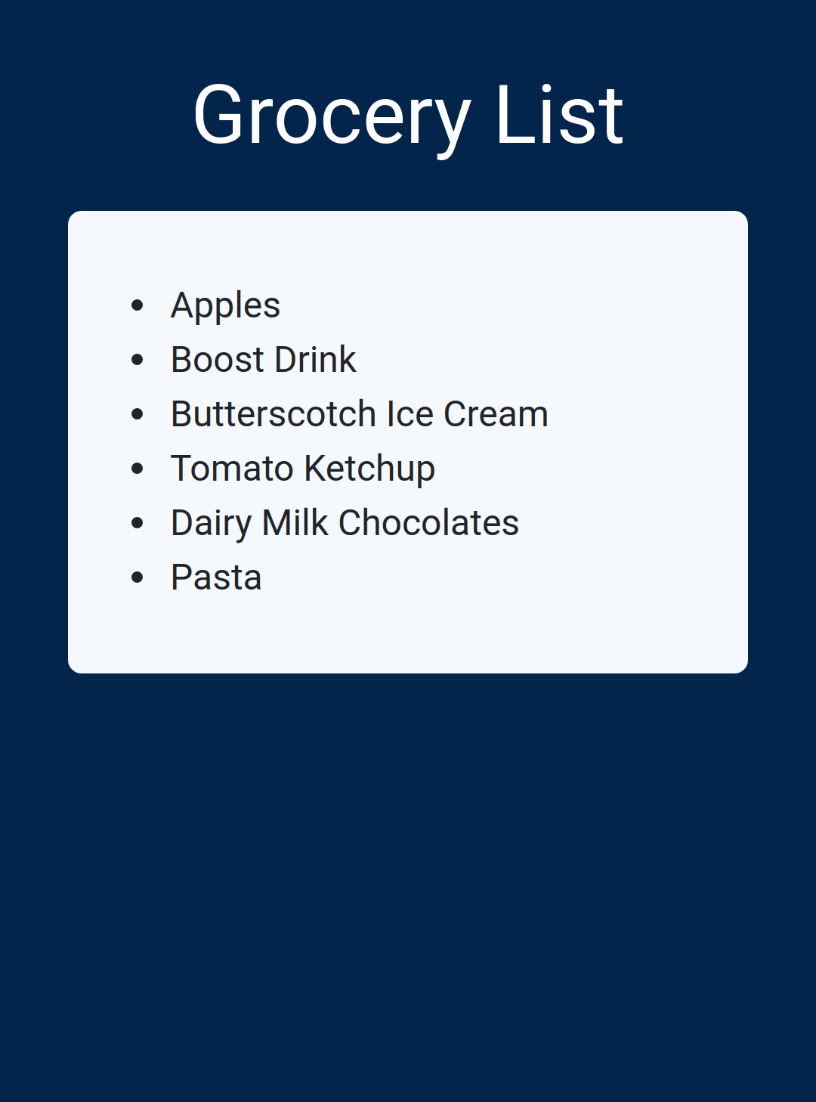 Grocery List
• Apples
• Boost Drink
• Butterscotch Ice Cream
• Tomato Ketchup
• Dairy Milk Chocolates
• Pasta